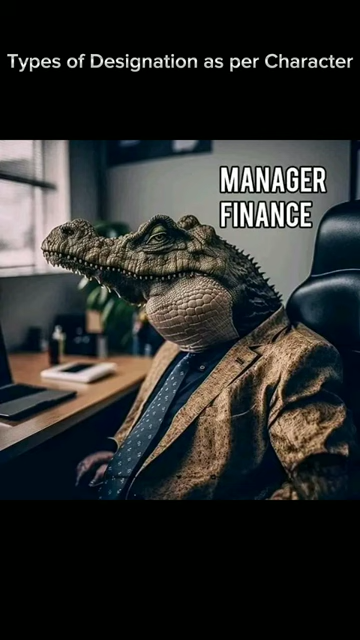 Types of Designation as per Character
MANAGER
FINANCE